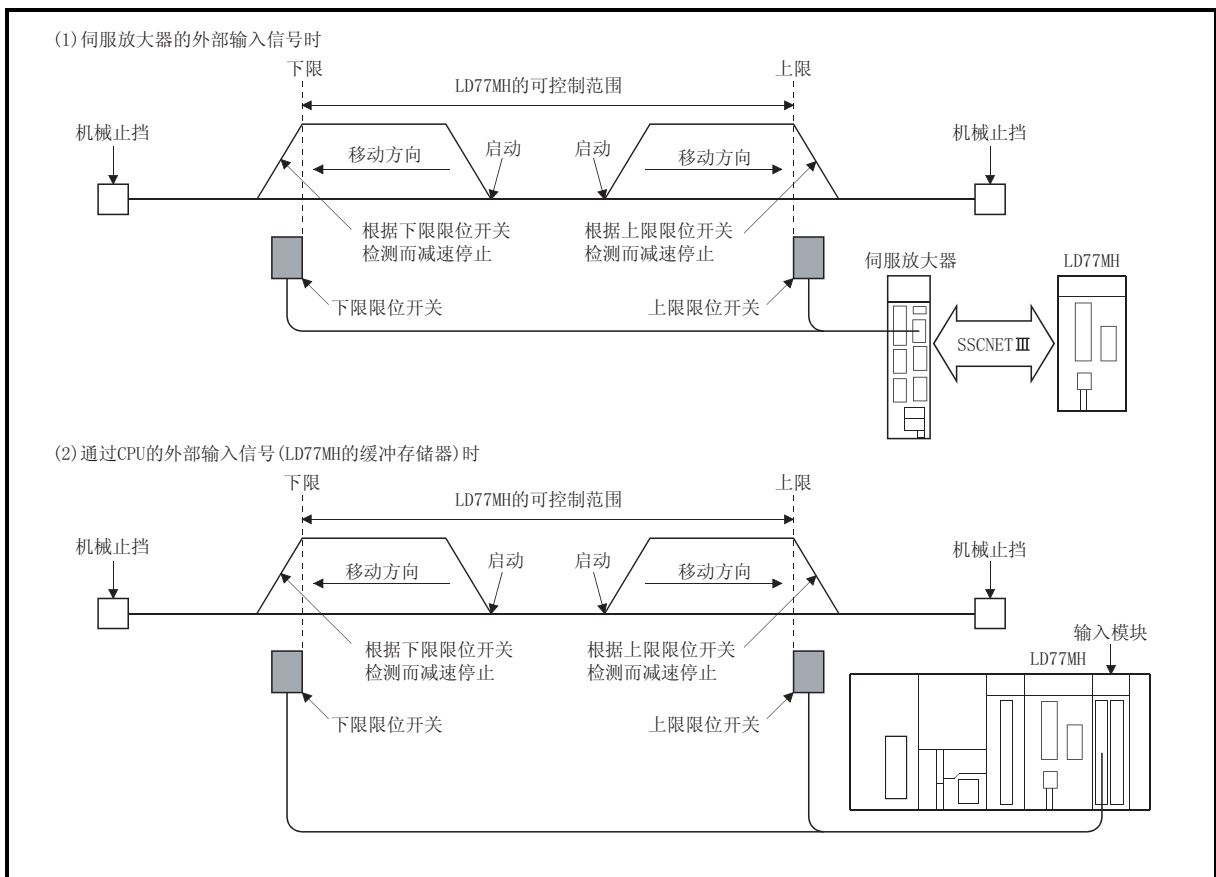 (1)伺服放大器的外部输入信号时
下限
上限
LD77MH的可控制范围
机械止挡
机械止挡
移动方向
启动
启动
移动方向
根据下限限位开关
检测而减速停止
根据上限限位开关
检测而减速停止
伺服放大器
LD77MH
下限限位开关
上限限位开关
SSCNETⅢ
(2)通过CPU的外部输入信号(LD77MH的缓冲存储器)时
下限
上限
LD77MH的可控制范围
机械止挡
机械止挡
移动方向
启动
启动
移动方向
根据下限限位开关
检测而减速停止
根据上限限位开关
检测而减速停止
输入模块
LD77MH
下限限位开关
上限限位开关